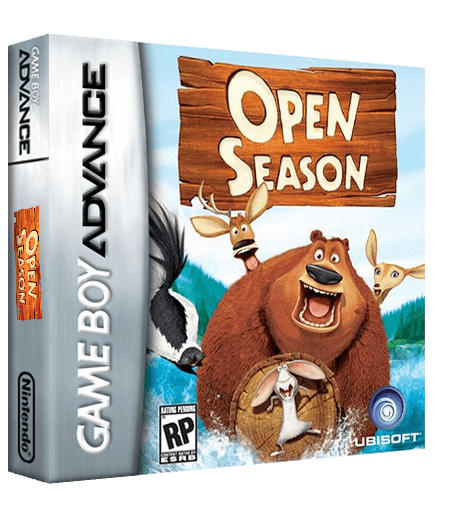 GAME BOY
ADVANCE
OPEN
SEASON
Nintendo
GAME BOY ADVANCE
OPEN
SEASON
RATING PENDING
RP
CONTENT RATED BY
ESRB
UBISOFT